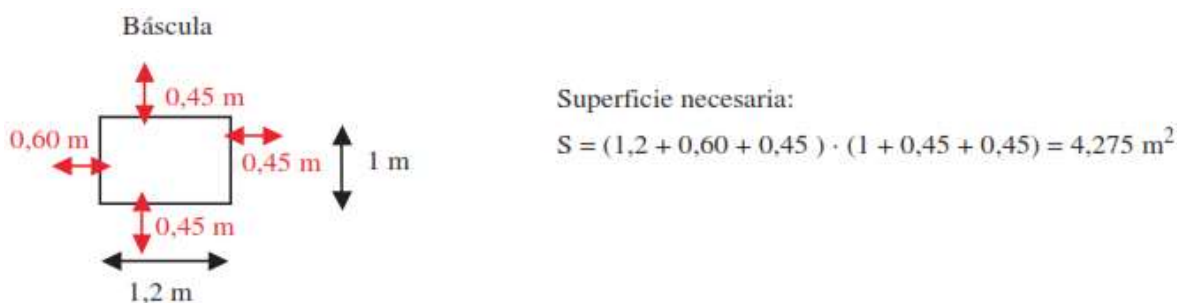 Báscula
0,45 m
0,60 m
0,45 m
1 m
0,45 m
1,2 m
Superficie necesaria:
S = (1,2 + 0,60 + 0,45 ) · (1 + 0,45 + 0,45) = 4,275 m²